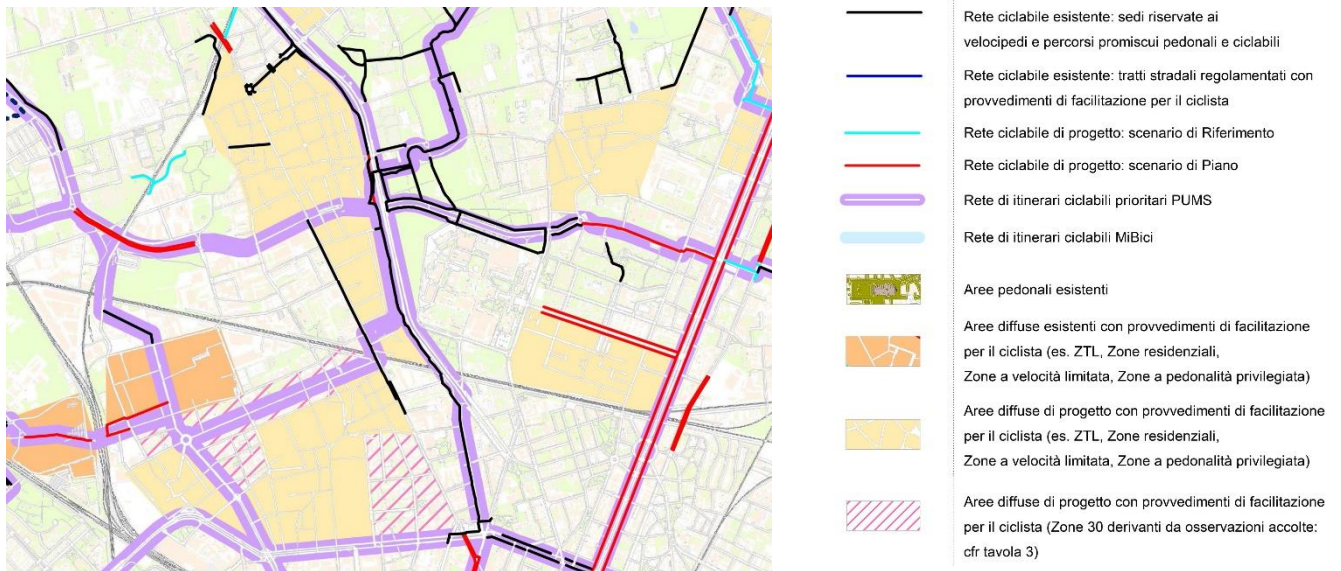 Rete ciclabile esistente: sedi riservate ai
velocipedi e percorsi promiscui pedonali e ciclabili
Rete ciclabile esistente: tratti stradali regolamentati con
provvedimenti di facilitazione per il ciclista
Rete ciclabile di progetto: scenario di Riferimento
Rete ciclabile di progetto: scenario di Piano
Rete di itinerari ciclabili prioritari PUMS
Rete di itinerari ciclabili MiBici
Aree pedonali esistenti
Aree diffuse esistenti con provvedimenti di facilitazione
per il ciclista (es. ZTL, Zone residenziali,
Zone a velocità limitata, Zone a pedonalità privilegiata)
Aree diffuse di progetto con provvedimenti di facilitazione
per il ciclista (es. ZTL, Zone residenziali,
Zone a velocità limitata, Zone a pedonalità privilegiata)
Aree diffuse di progetto con provvedimenti di facilitazione
per il ciclista (Zone 30 derivanti da osservazioni accolte:
cfr tavola 3)